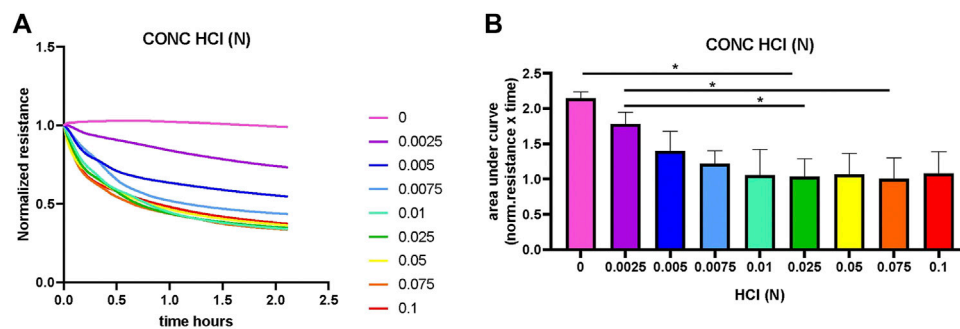 A
CONC HCl (N)
Normalized resistance
1.5
1.0
0.5
0.0
0.0 0.5 1.0 1.5 2.0 2.5
time hours
0
0.0025
0.005
0.0075
0.01
0.025
0.05
0.075
0.1
B
CONC HCl (N)
area under curve
(norm.resistance x time)
2.5
2.0
1.5
1.0
0.5
0.0
*
*
*
0 0.0025 0.005 0.0075 0.01 0.025 0.05 0.075 0.1
HCl (N)